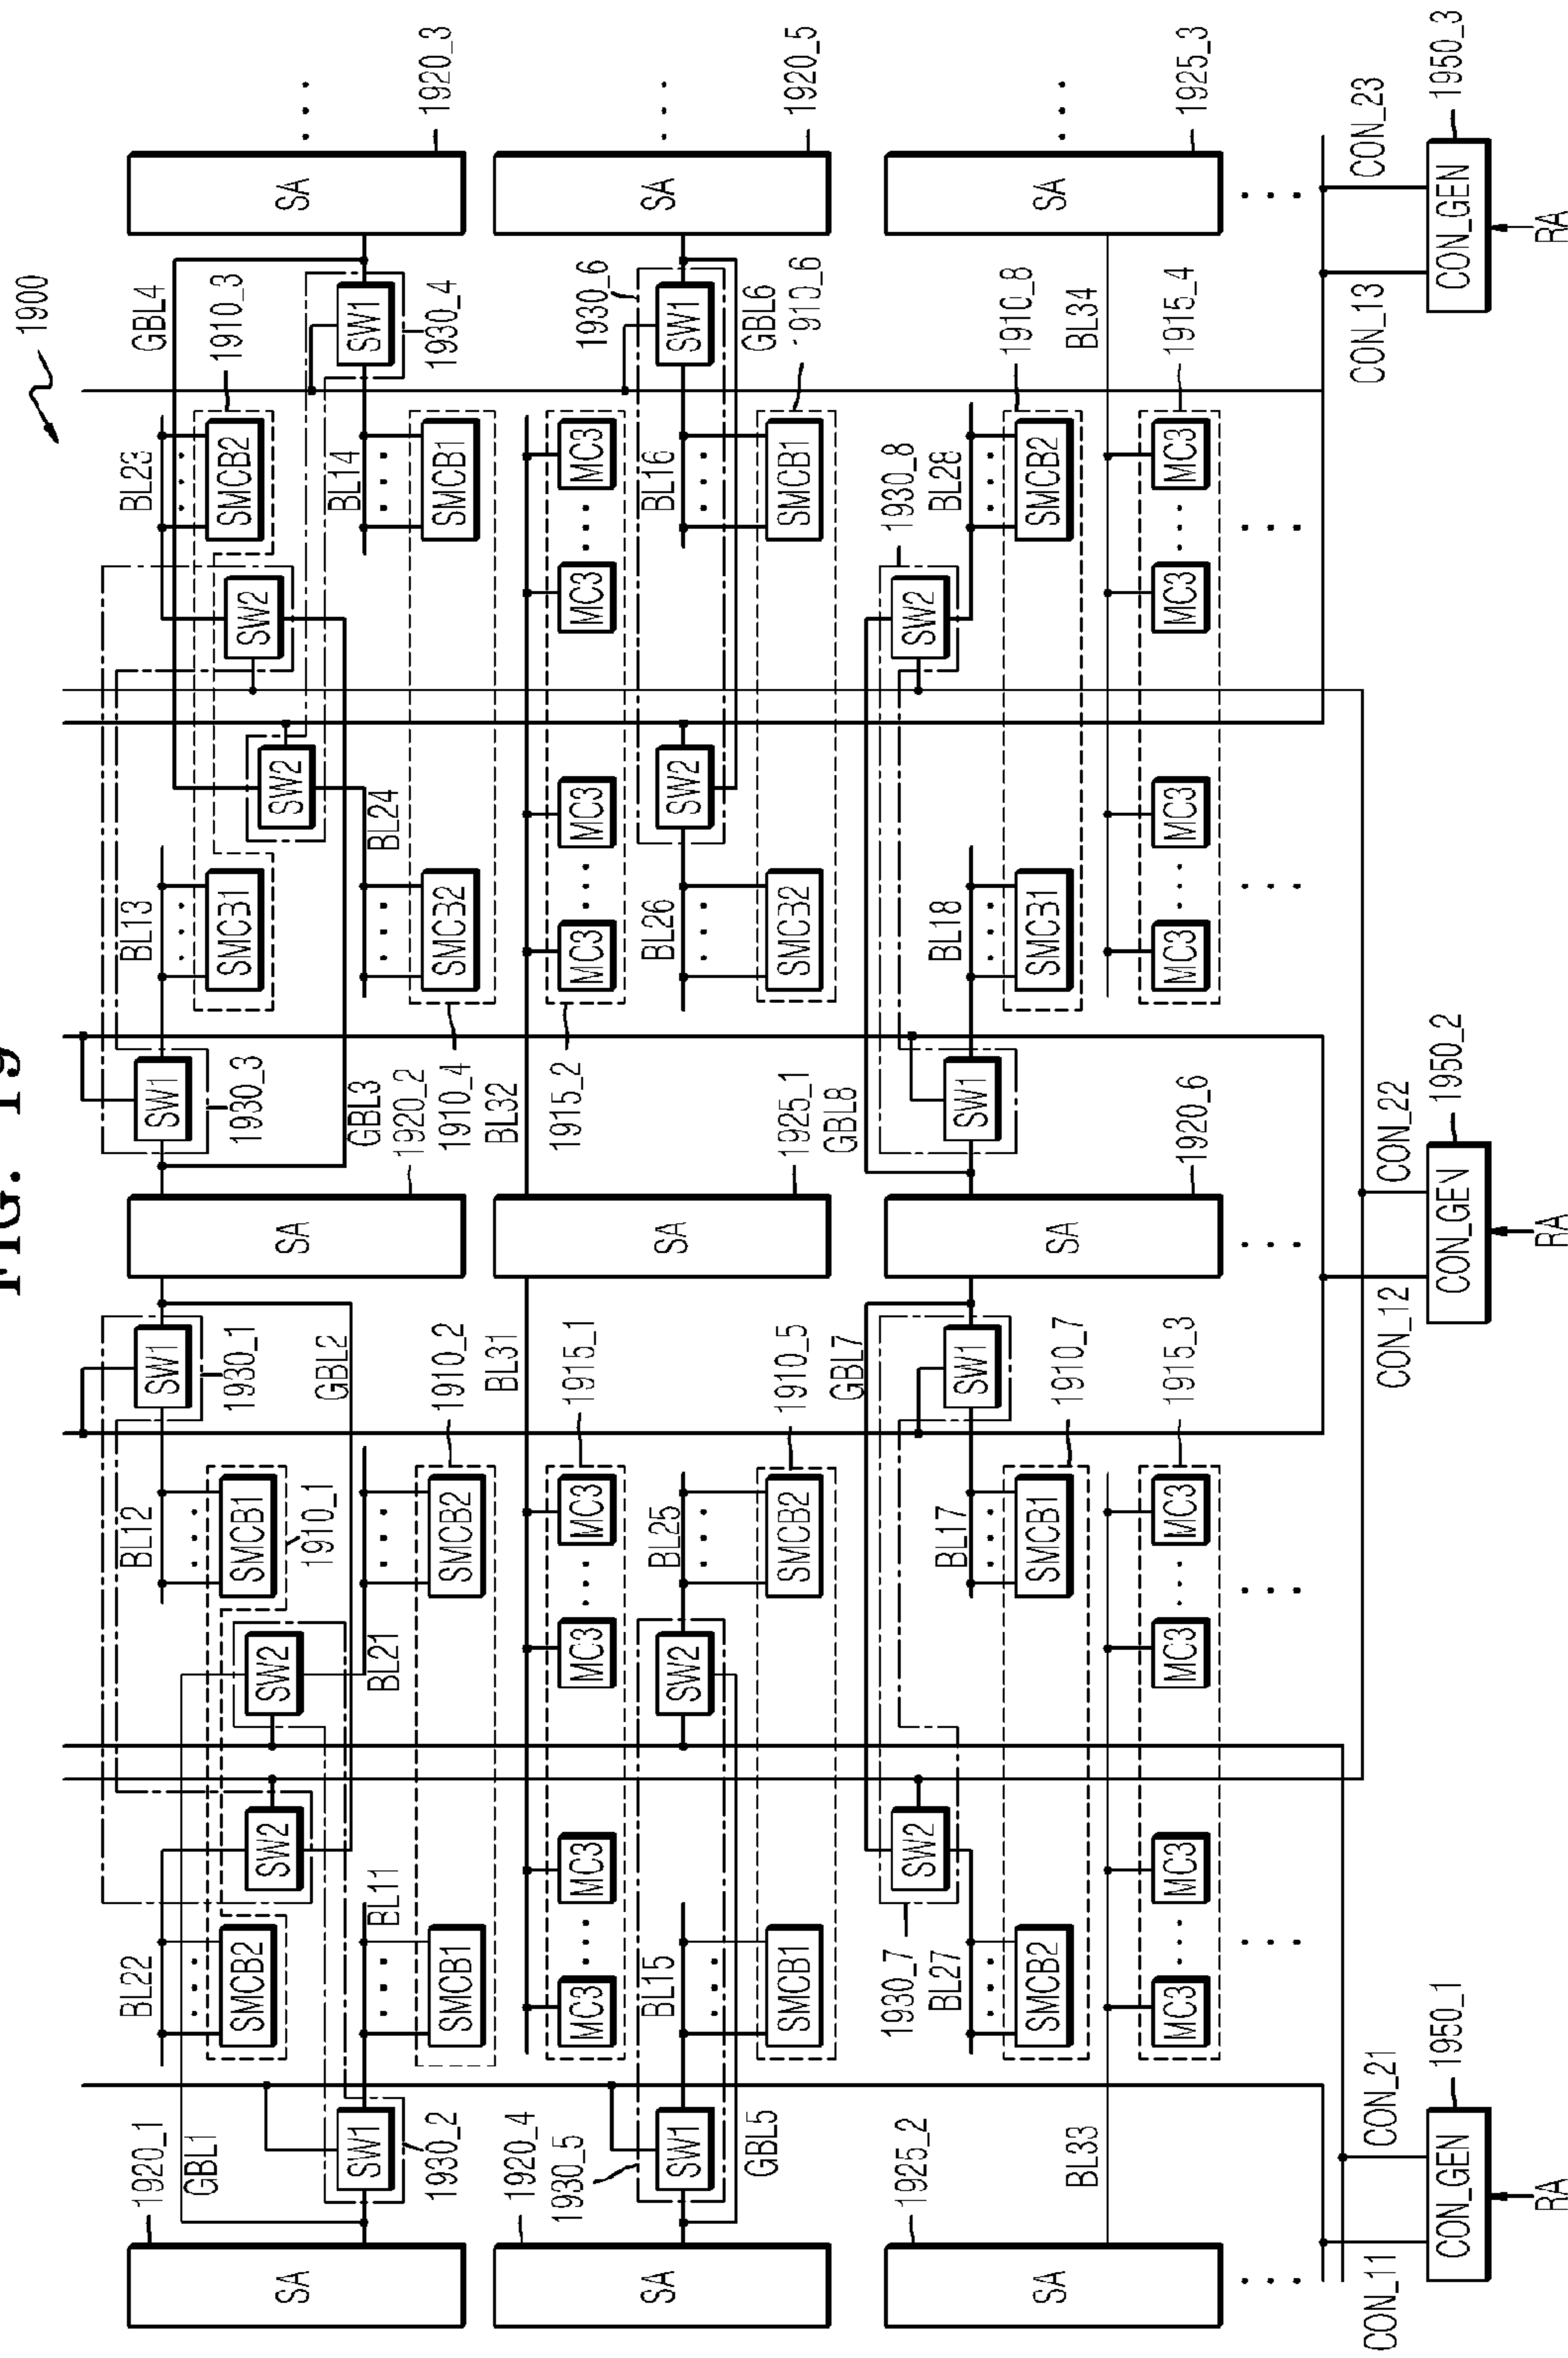 FIG. 19
1900
1920_1
BL22
BL12
BL13
BL23
GBL4
SW1
SW1
GBL1
SMCB2
SMCB1
SMCB1
SW2
SMCB2
1910_3
1930_1
1930_3
SW2
SW2
SW2
SA
SA
SA
1910_1
GBL2
BL14
SW1
SW1
BL11
BL21
GBL3
BL24
1920_2
1920_3
1930_2
1930_4
SMCB1
SMCB2
1910_2
1910_4
SMCB2
SMCB1
BL31
BL32
1920_4
1930_5
1915_1
1915_2
1930_6
MC3
MC3
MC3
MC3
MC3
MC3
MC3
MC3
BL15
BL25
BL26
BL16
SA
SA
SA
SW1
SW2
SW2
SW1
GBL5
GBL6
SMCB1
SMCB2
1910_5
1925_1
SMCB2
SMCB1
1910_6
1920_5
GBL7
GBL8
1925_2
1930_7
1930_8
SW2
SW2
BL27
BL17
BL18
BL28
SW1
SW1
SMCB2
SMCB1
SMCB1
SMCB2
1910_8
SA
SA
SA
1910_7
BL33
BL34
MC3
MC3
MC3
MC3
MC3
MC3
MC3
MC3
1915_3
1920_6
1915_4
1925_3
CON_11
CON_21
CON_12
CON_22
CON_13
CON_23
1950_1
1950_2
1950_3
CON_GEN
CON_GEN
CON_GEN
RA
RA
RA